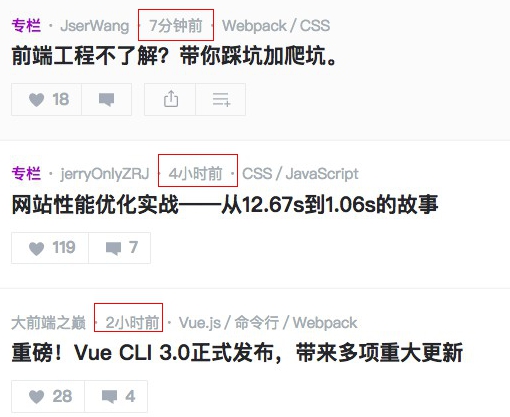 专栏 · JserWang · 7分钟前 · Webpack / CSS
前端工程不了解？带你踩坑加爬坑。
18
专栏 · jerryOnlyZRJ · 4小时前 · CSS / JavaScript
网站性能优化实战——从12.67s到1.06s的故事
119 7
大前端之巅 · 2小时前 · Vue.js / 命令行 / Webpack
重磅！Vue CLI 3.0正式发布，带来多项重大更新
28 4